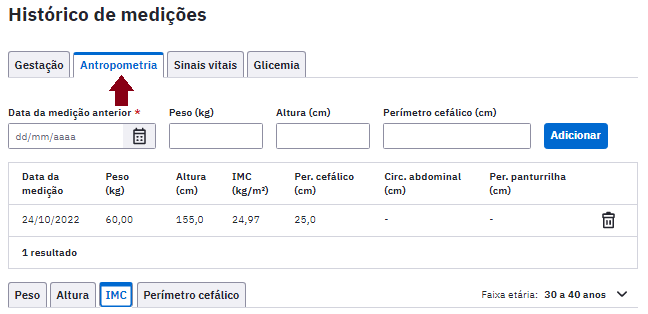 Histórico de medições
Gestação Antropometria Sinais vitais Glicemia
Data da medição anterior * Peso (kg) Altura (cm) Perímetro cefálico (cm)
dd/mm/aaaa Adicionar
Data da medição Peso (kg) Altura (cm) IMC (kg/m²) Per. cefálico (cm) Circ. abdominal (cm) Per. panturrilha (cm)
24/10/2022 60,00 155,0 24,97 25,0 - -
1 resultado
Peso Altura IMC Perímetro cefálico Faixa etária: 30 a 40 anos